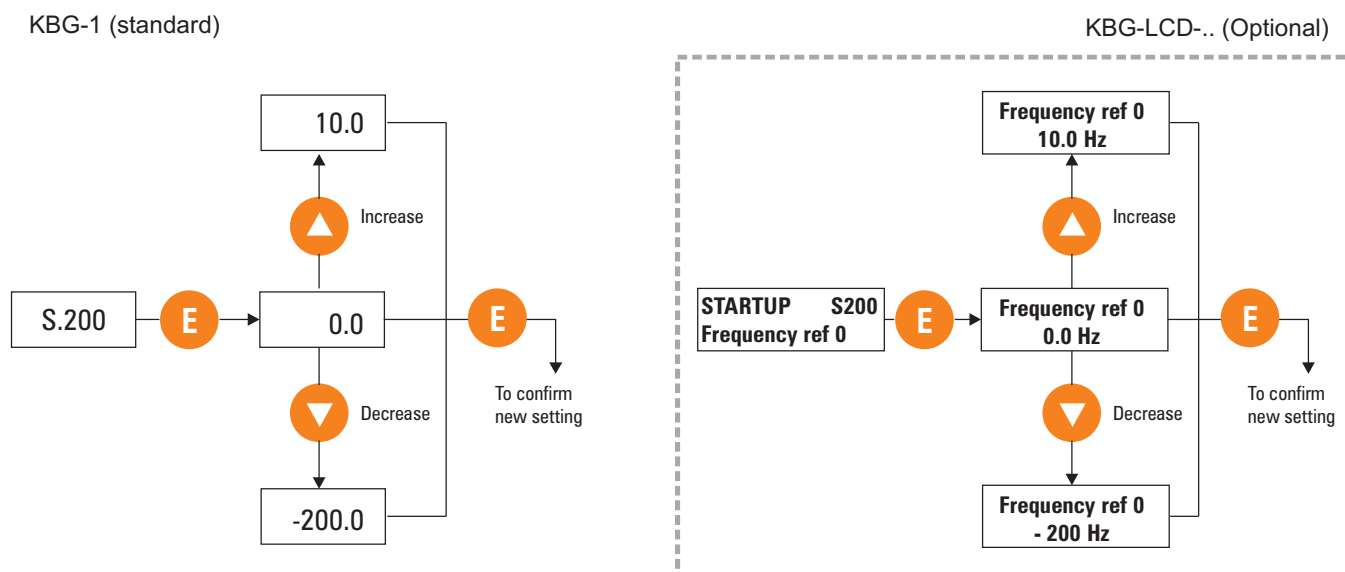 KBG-1 (standard)
10.0
Increase
S.200
E
0.0
E
Decrease
To confirm
new setting
-200.0
KBG-LCD-.. (Optional)
Frequency ref 0
10.0 Hz
Increase
STARTUP S200
Frequency ref 0
E
Frequency ref 0
0.0 Hz
E
Decrease
To confirm
new setting
Frequency ref 0
- 200 Hz